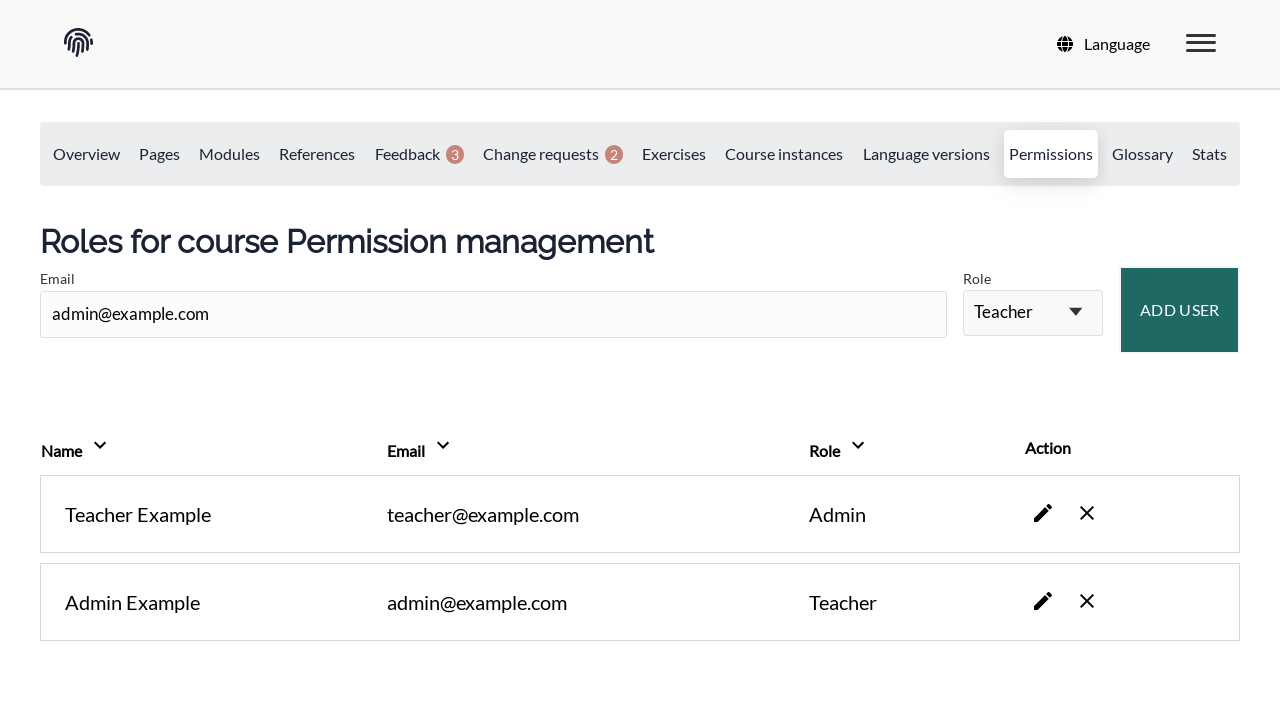 Language
Overview Pages Modules References Feedback 3 Change requests 2 Exercises Course instances Language versions Permissions Glossary Stats
Roles for course Permission management
Email Role
admin@example.com Teacher ADD USER
Name Email Role Action
Teacher Example teacher@example.com Admin
Admin Example admin@example.com Teacher